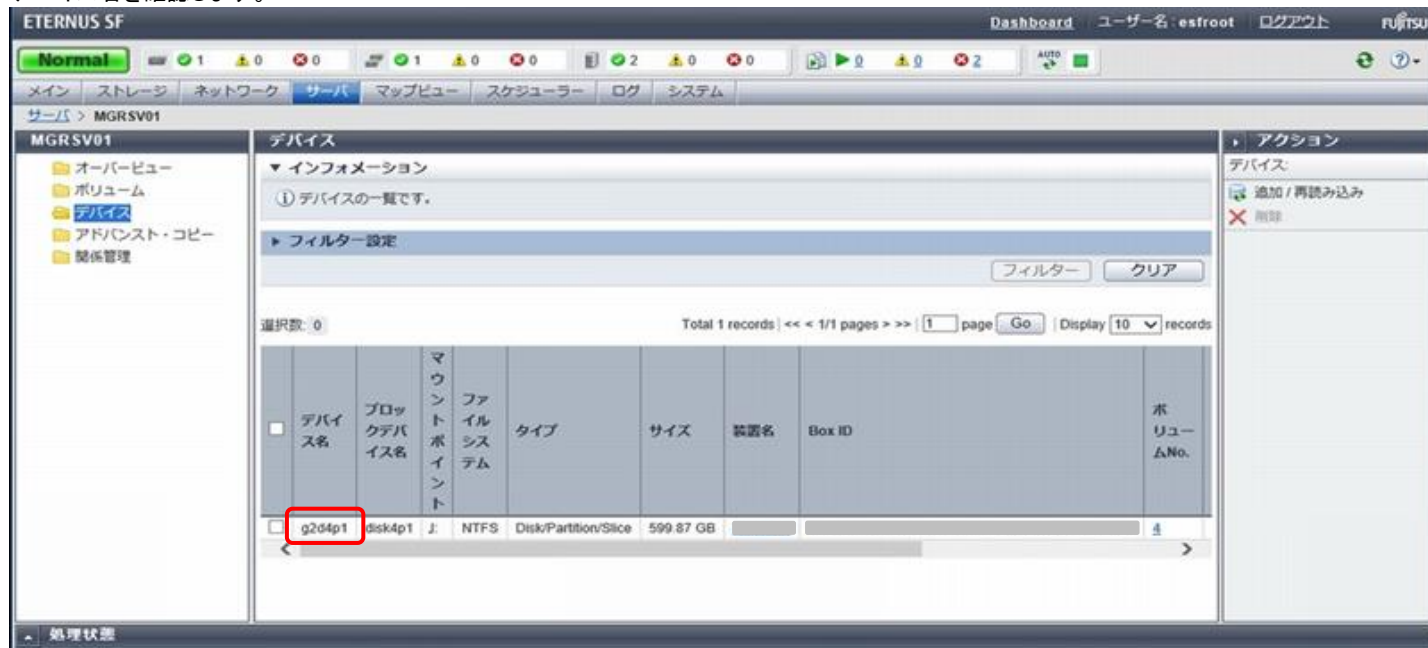 ETERNUS SF Dashboard ユーザー名: esfroot ログアウト FUJITSU
Normal 1 0 0 1 0 0 2 0 0 0 0 2 AUTO
メイン ストレージ ネットワーク サーバ マップビュー スケジューラー ログ システム
サーバ > MGRSV01
MGRSV01
オーバービュー
ボリューム
デバイス
アドバンスト・コピー
関係管理
デバイス
▼ インフォメーション
デバイスの一覧です。
▶ フィルター設定
フィルター クリア
選択数: 0 Total 1 records | << < 1/1 pages > >> | 1 page Go | Display 10 records
デバイス名 ブロックデバイス名 マウントポイント ファイルシステム タイプ サイズ 装置名 Box ID ボリュームNo.
g2d4p1 disk4p1 J: NTFS Disk/Partition/Slice 599.87 GB 4
アクション
デバイス:
追加 / 再読み込み
削除
処理状態